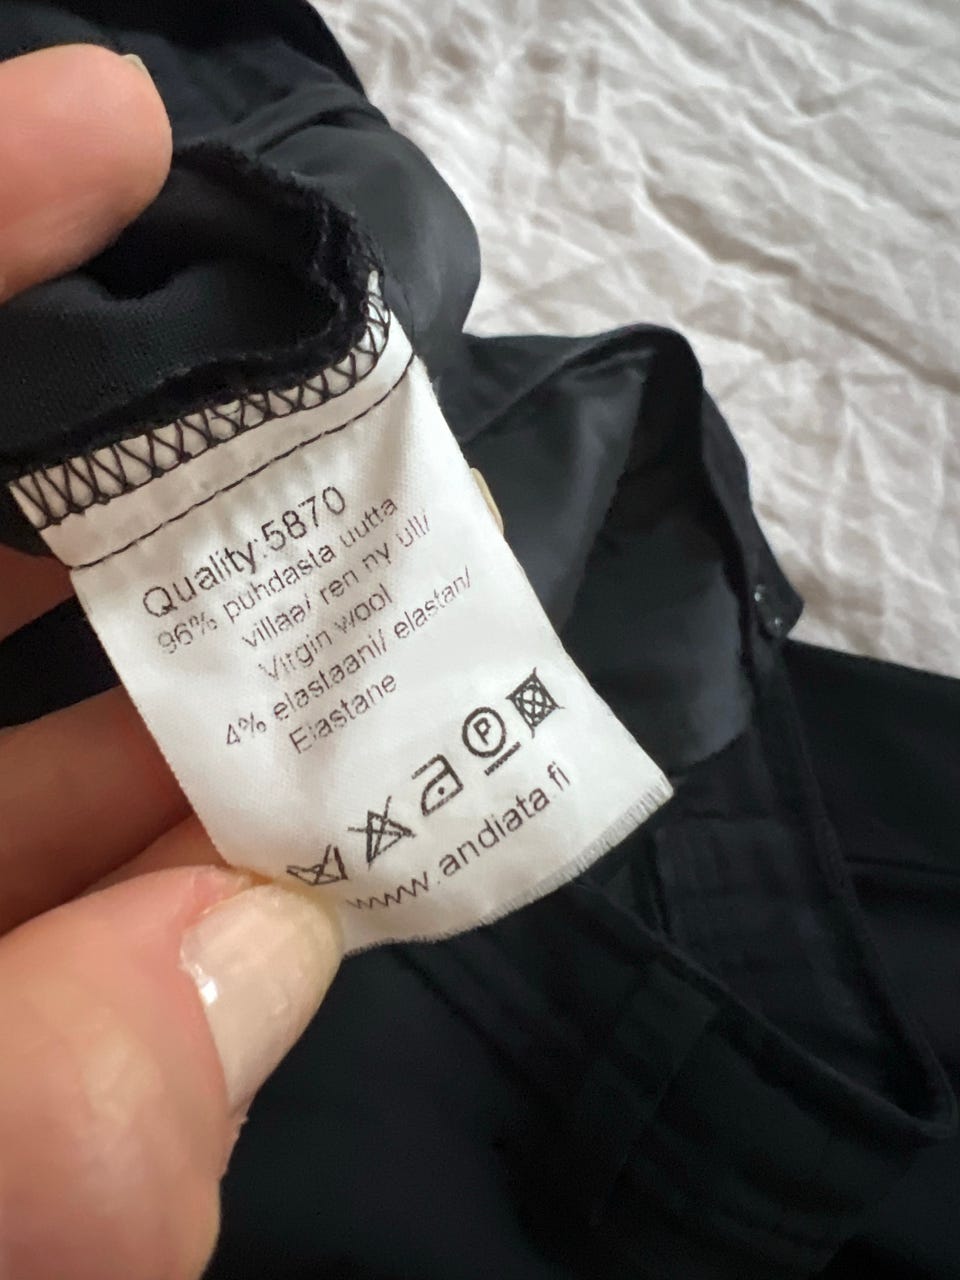 Quality:5870
96% puhdasta uutta
villaa/ ren ny ull/
Virgin wool
4% elastaani/ elastan/
Elastane
P
www.andiata.fi